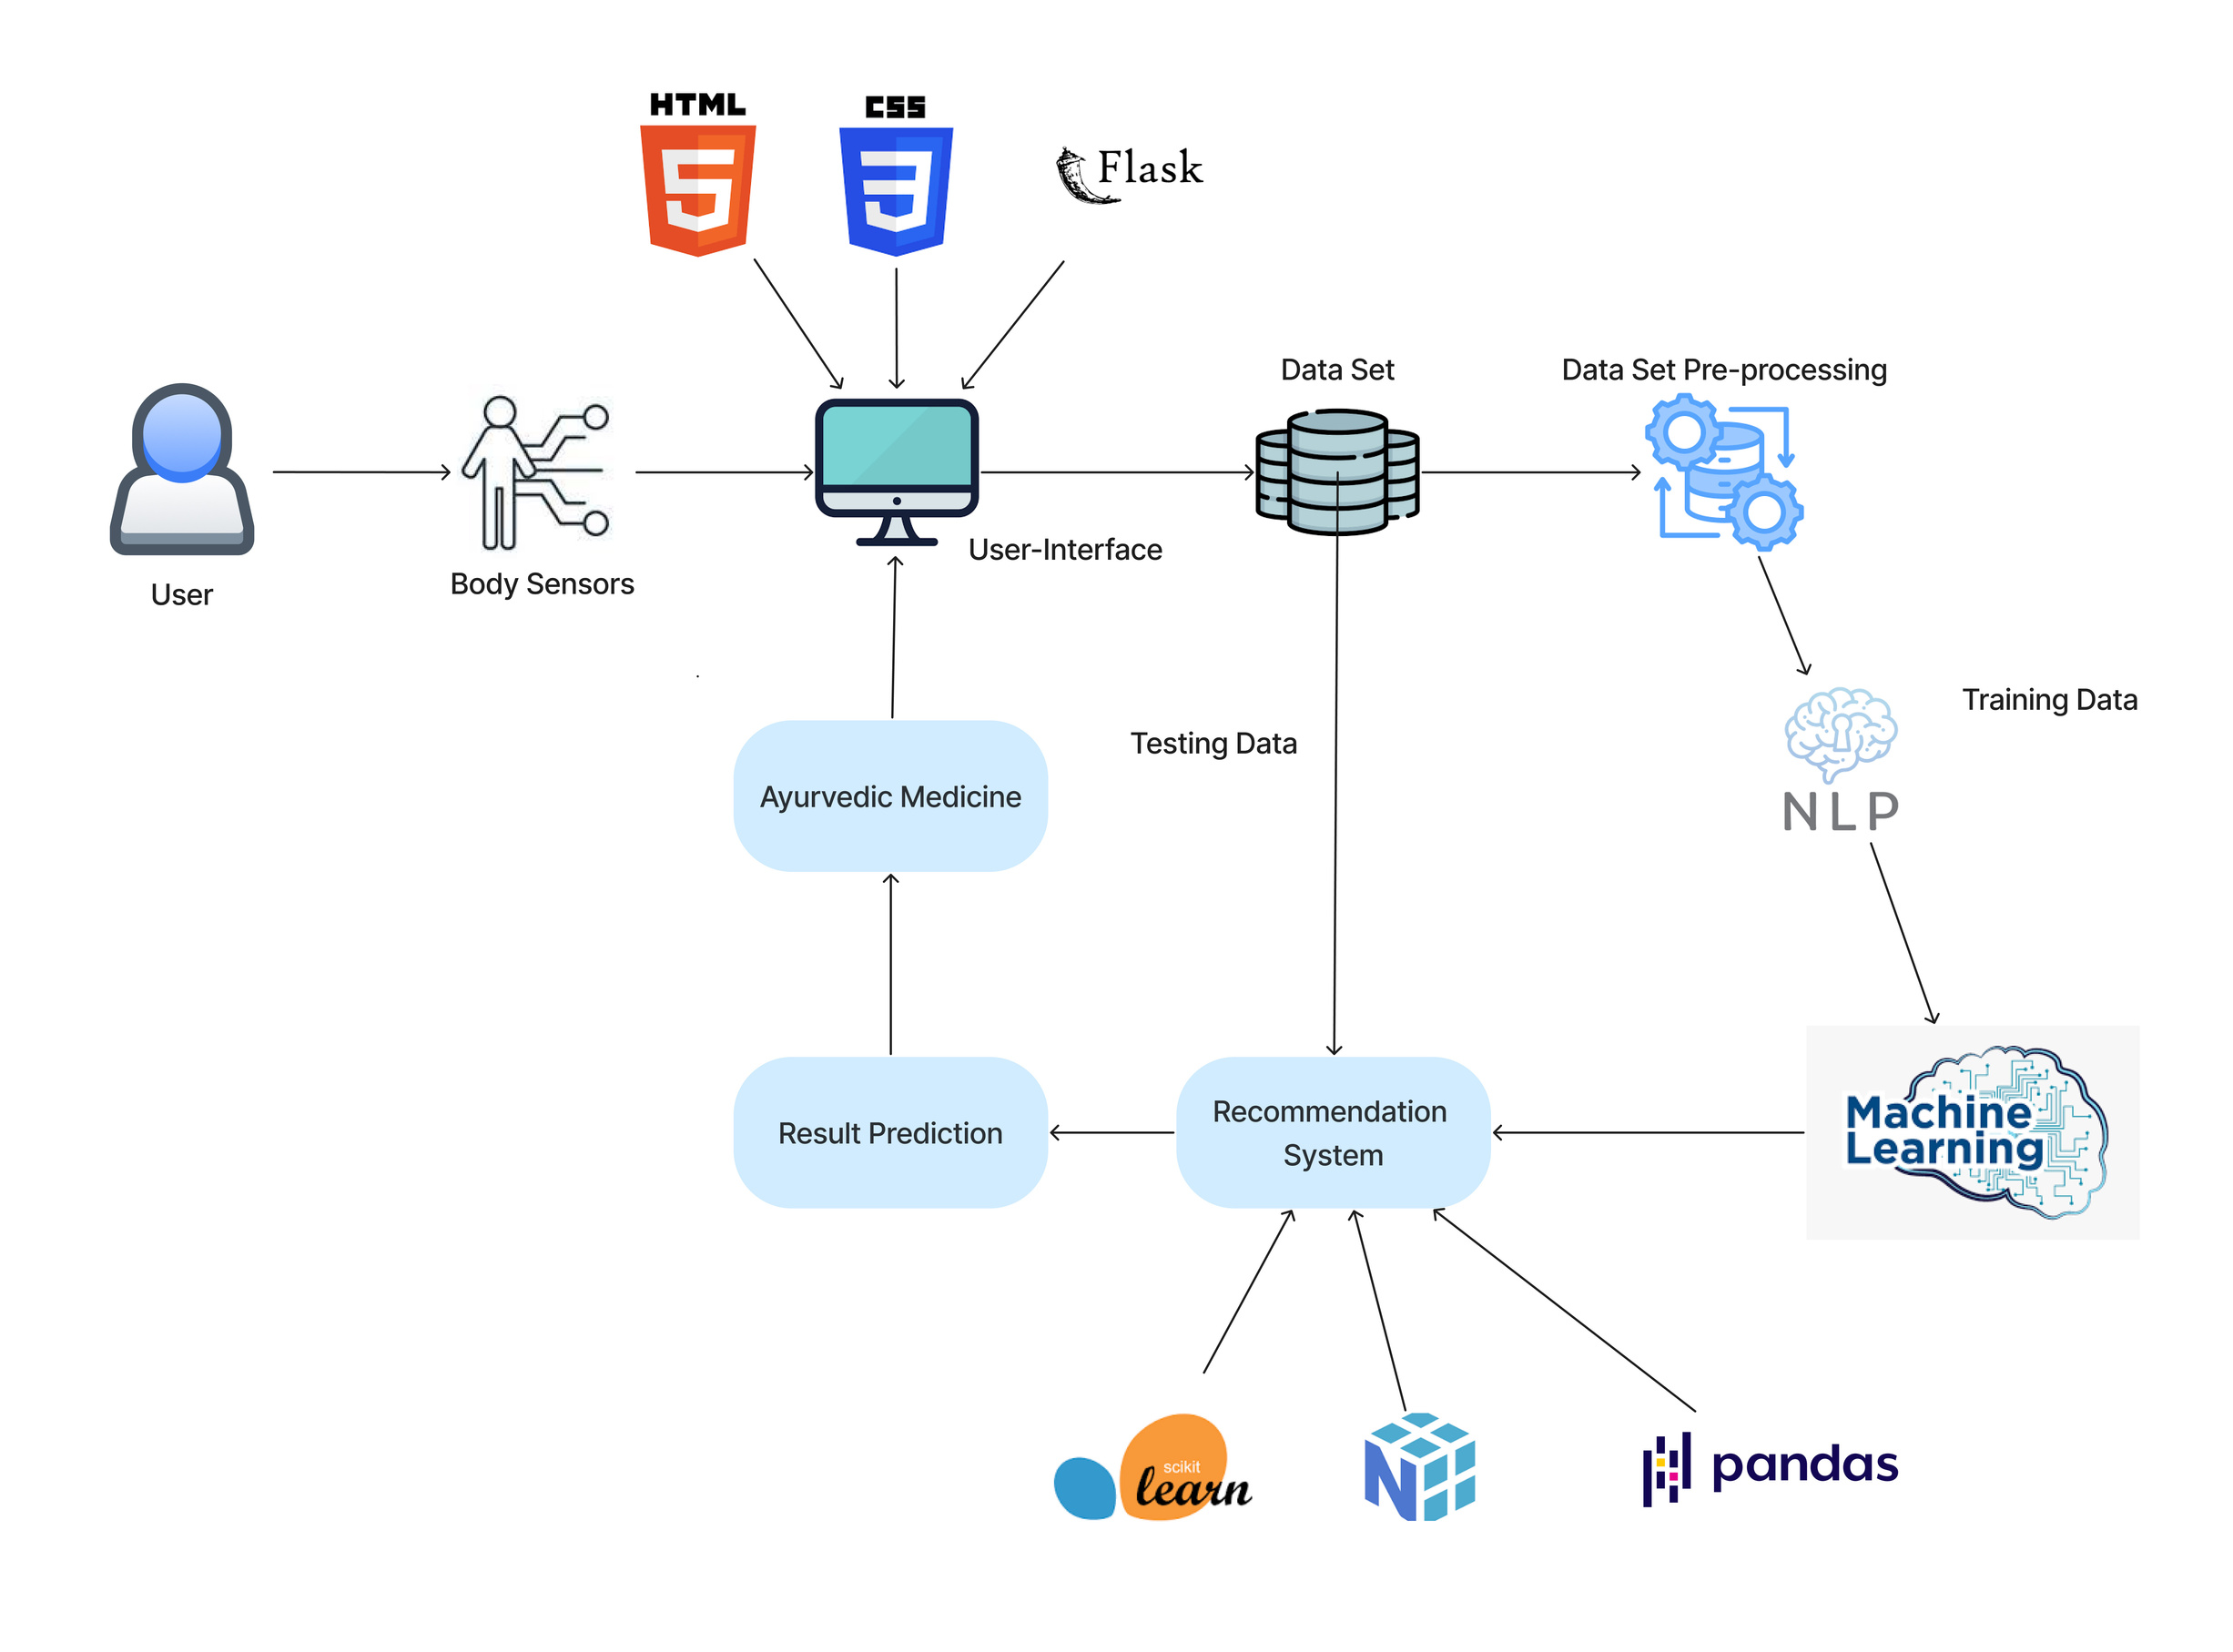 HTML
CSS
Flask
Data Set
Data Set Pre-processing
User-Interface
Body Sensors
User
Training Data
Testing Data
Ayurvedic Medicine
NLP
Machine
Learning
Recommendation
System
Result Prediction
scikit
learn
pandas